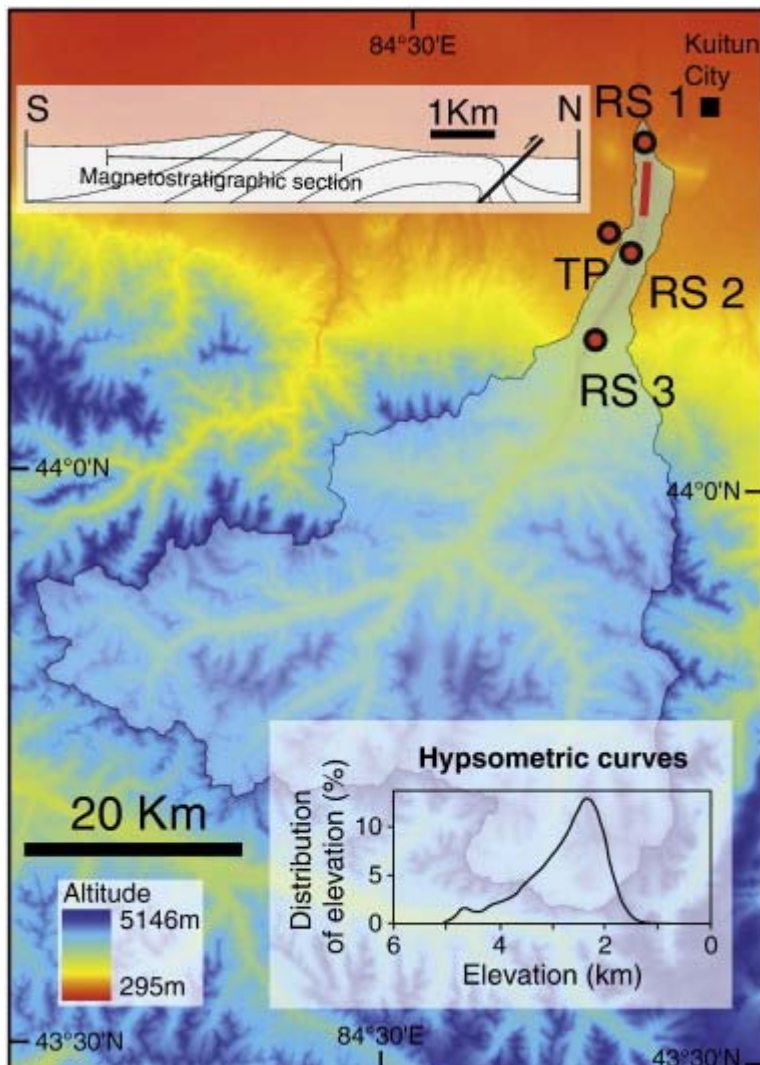 84°30'E
Kuitun
City
RS 1
S
1Km
N
Magnetostratigraphic section
TP
RS 2
RS 3
44°0'N
44°0'N
Hypsometric curves
Distribution
of elevation (%)
10
5
0
6
4
2
0
Elevation (km)
20 Km
Altitude
5146m
295m
43°30'N
84°30'E
43°30'N